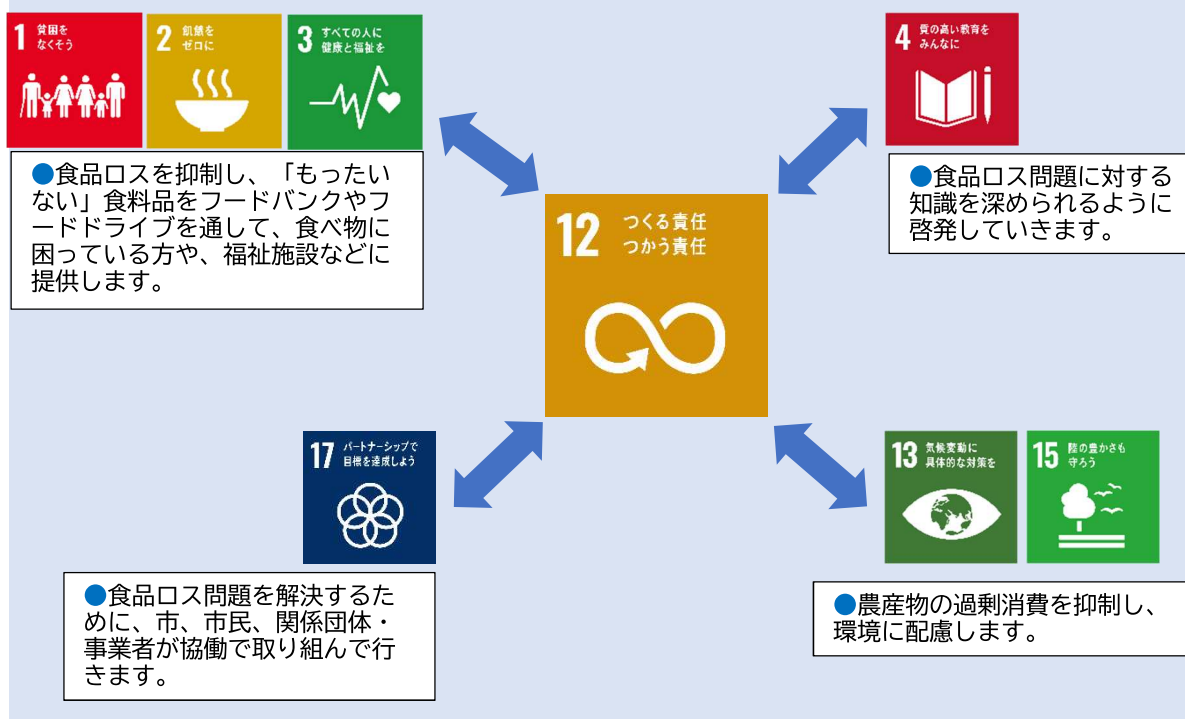 1 貧困を
なくそう
2 飢餓を
ゼロに
3 すべての人に
健康と福祉を
●食品ロスを抑制し、「もったい
ない」食料品をフードバンクやフ
ードドライブを通して、食べ物に
困っている方や、福祉施設などに
提供します。
4 質の高い教育を
みんなに
●食品ロス問題に対する
知識を深められるように
啓発していきます。
12 つくる責任
つかう責任
17 パートナーシップで
目標を達成しよう
●食品ロス問題を解決するた
めに、市、市民、関係団体・
事業者が協働で取り組んで行
きます。
13 気候変動に
具体的な対策を
15 陸の豊かさも
守ろう
●農産物の過剰消費を抑制し、
環境に配慮します。